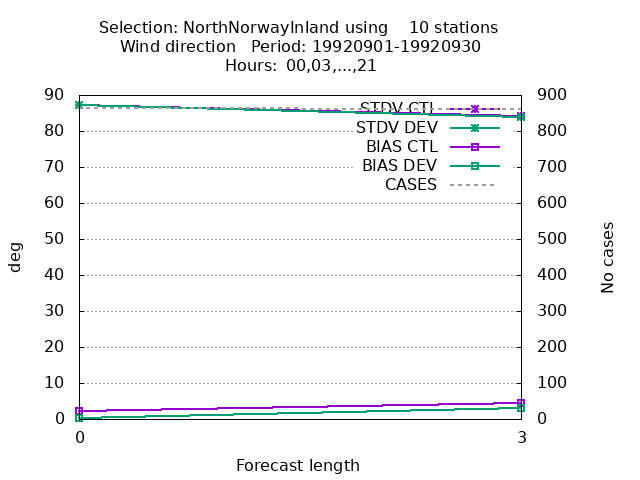 Selection: NorthNorwayInland using    10 stations
Wind direction   Period: 19920901-19920930
Hours: 00,03,...,21
90
80
70
60
50
40
30
20
10
0
900
800
700
600
500
400
300
200
100
0
STDV CTL
STDV DEV
BIAS CTL
BIAS DEV
CASES
deg
No cases
0
3
Forecast length